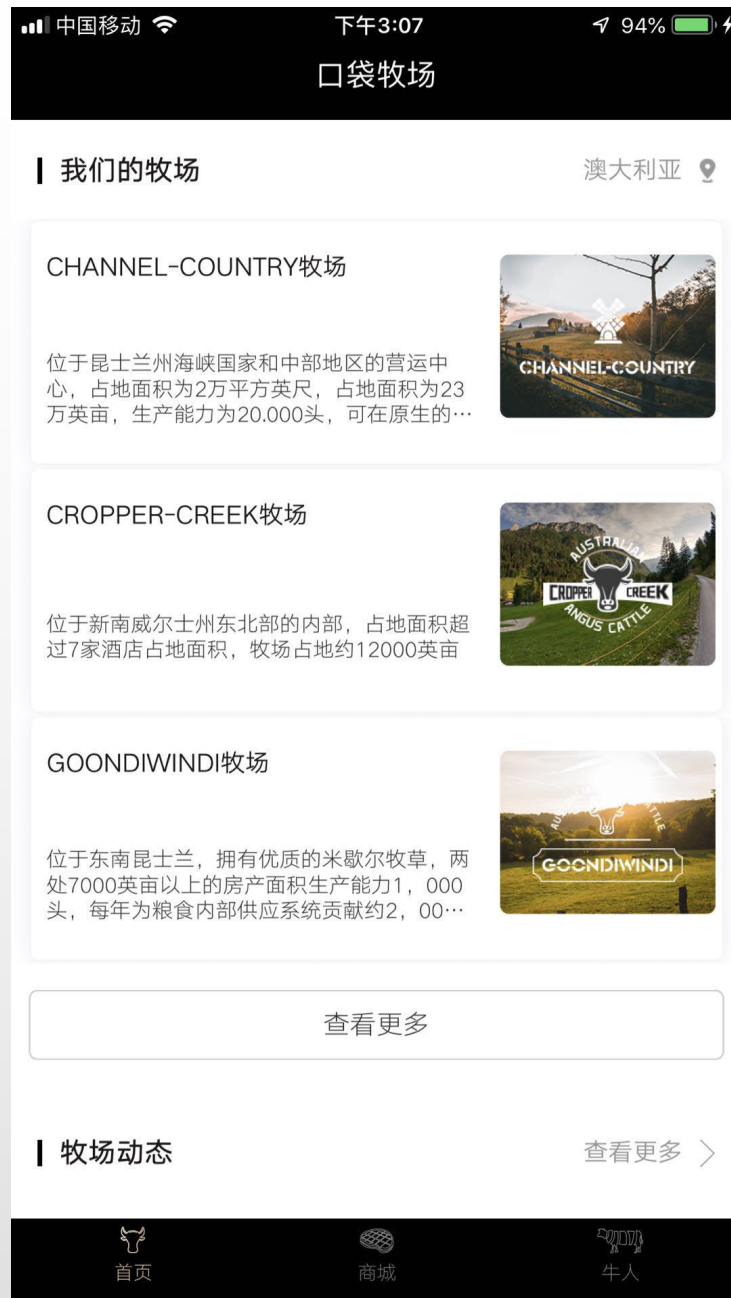 中国移动 下午3:07 94%
口袋牧场
我们的牧场 澳大利亚
CHANNEL-COUNTRY牧场
位于昆士兰州海峡国家和中部地区的营运中
心，占地面积为2万平方英尺，占地面积为23
万英亩，生产能力为20.000头，可在原生的…
CHANNEL-COUNTRY
CROPPER-CREEK牧场
位于新南威尔士州东北部的内部，占地面积超
过7家酒店占地面积，牧场占地约12000英亩
AUSTRALIAN
CROPPER CREEK
ANGUS CATTLE
GOONDIWINDI牧场
位于东南昆士兰，拥有优质的米歇尔牧草，两
处7000英亩以上的房产面积生产能力1，000
头，每年为粮食内部供应系统贡献约2，00…
GOONDIWINDI
查看更多
牧场动态 查看更多
首页 商城 牛人